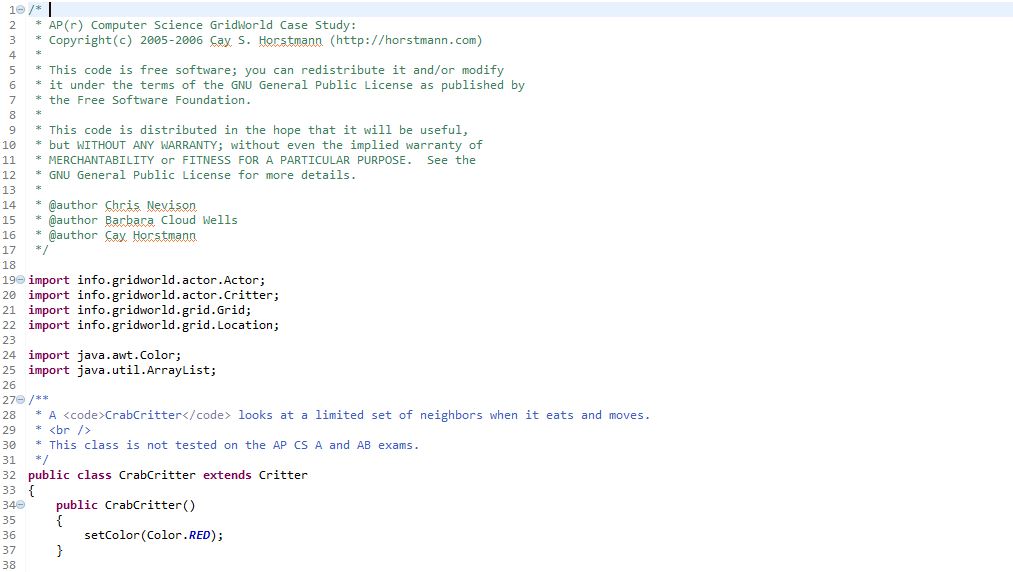 1 /*
2  * AP(r) Computer Science GridWorld Case Study:
3  * Copyright(c) 2005-2006 Cay S. Horstmann (http://horstmann.com)
4  *
5  * This code is free software; you can redistribute it and/or modify
6  * it under the terms of the GNU General Public License as published by
7  * the Free Software Foundation.
8  *
9  * This code is distributed in the hope that it will be useful,
10  * but WITHOUT ANY WARRANTY; without even the implied warranty of
11  * MERCHANTABILITY or FITNESS FOR A PARTICULAR PURPOSE.  See the
12  * GNU General Public License for more details.
13  *
14  * @author Chris Nevison
15  * @author Barbara Cloud Wells
16  * @author Cay Horstmann
17  */
18
19 import info.gridworld.actor.Actor;
20 import info.gridworld.actor.Critter;
21 import info.gridworld.grid.Grid;
22 import info.gridworld.grid.Location;
23
24 import java.awt.Color;
25 import java.util.ArrayList;
26
27 /**
28  * A <code>CrabCritter</code> looks at a limited set of neighbors when it eats and moves.
29  * <br />
30  * This class is not tested on the AP CS A and AB exams.
31  */
32 public class CrabCritter extends Critter
33 {
34     public CrabCritter()
35     {
36         setColor(Color.RED);
37     }
38